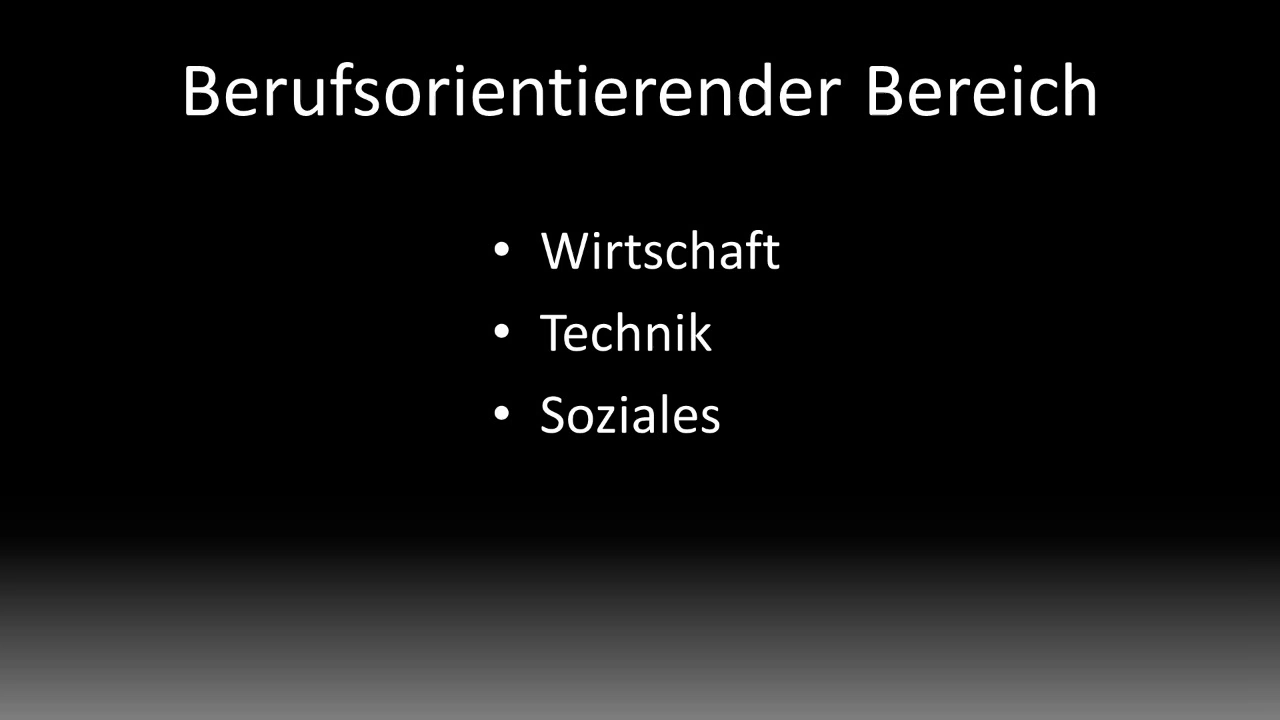 Berufsorientierender Bereich
• Wirtschaft
• Technik
• Soziales